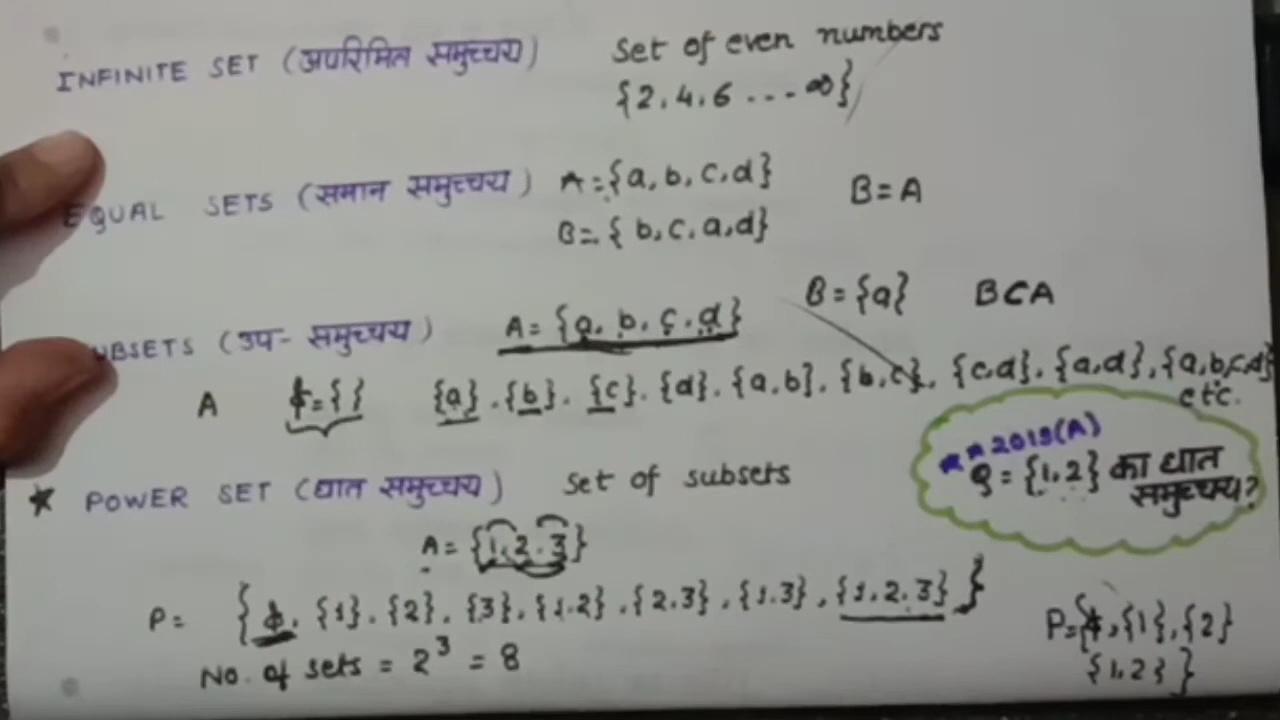 INFINITE SET (अपरिमित समुच्चय) Set of even numbers
{2, 4, 6 ... ∞}
EQUAL SETS (समान समुच्चय) A = {a, b, c, d}
B = A
B = { b, c, a, d}
B = {a} B⊂A
UBSETS (उप- समुच्चय) A = {a, b, c, d}
A ϕ = { } {a}, {b}, {c}, {d}, {a, b}, {b, c}, {c, d}, {a, d}, {a, b, c, d}
etc.
★★ 2019(A)
Q = {1, 2} का घात
समुच्चय?
★ POWER SET (घात समुच्चय) Set of subsets
A = {1, 2, 3}
P = {ϕ, {1}, {2}, {3}, {1, 2}, {2, 3}, {1, 3}, {1, 2, 3} }
No. of sets = 2³ = 8
P = {ϕ, {1}, {2}
{1, 2} }